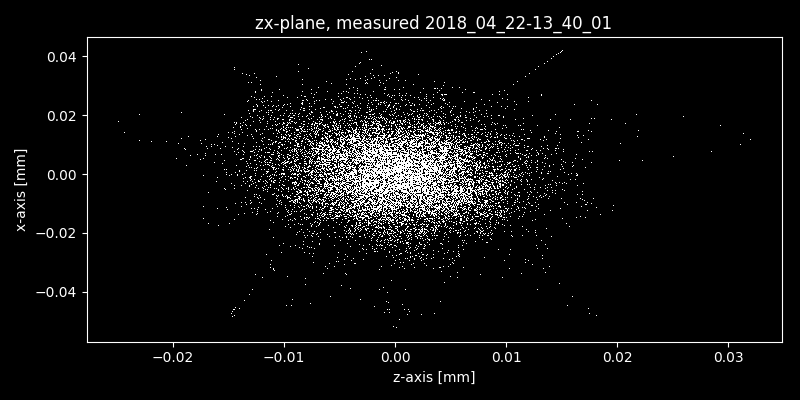 zx-plane, measured 2018_04_22-13_40_01
0.04
0.02
0.00
−0.02
−0.04
x-axis [mm]
−0.02 −0.01 0.00 0.01 0.02 0.03
z-axis [mm]